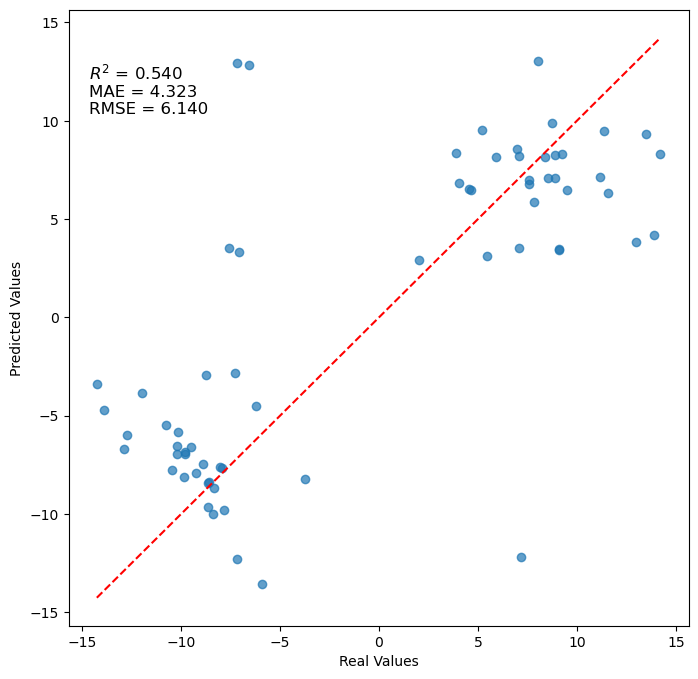 R² = 0.540
MAE = 4.323
RMSE = 6.140
15
10
5
0
−5
−10
−15
Predicted Values
−15 −10 −5 0 5 10 15
Real Values